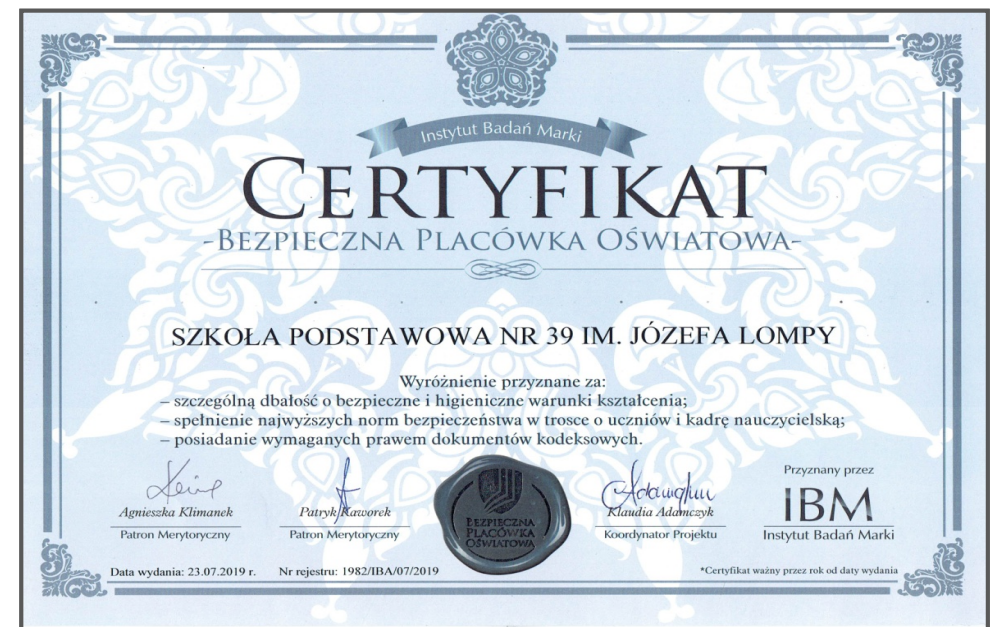 Instytut Badań Marki
CERTYFIKAT
-BEZPIECZNA PLACÓWKA OŚWIATOWA-
SZKOŁA PODSTAWOWA NR 39 IM. JÓZEFA LOMPY
Wyróżnienie przyznane za:
– szczególną dbałość o bezpieczne i higieniczne warunki kształcenia;
– spełnienie najwyższych norm bezpieczeństwa w trosce o uczniów i kadrę nauczycielską;
– posiadanie wymaganych prawem dokumentów kodeksowych.
Agnieszka Klimanek
Patron Merytoryczny
Patryk Kaworek
Patron Merytoryczny
BEZPIECZNA
PLACÓWKA
OŚWIATOWA
Klaudia Adamczyk
Koordynator Projektu
Przyznany przez
IBM
Instytut Badań Marki
Data wydania: 23.07.2019 r.
Nr rejestru: 1982/IBA/07/2019
*Certyfikat ważny przez rok od daty wydania